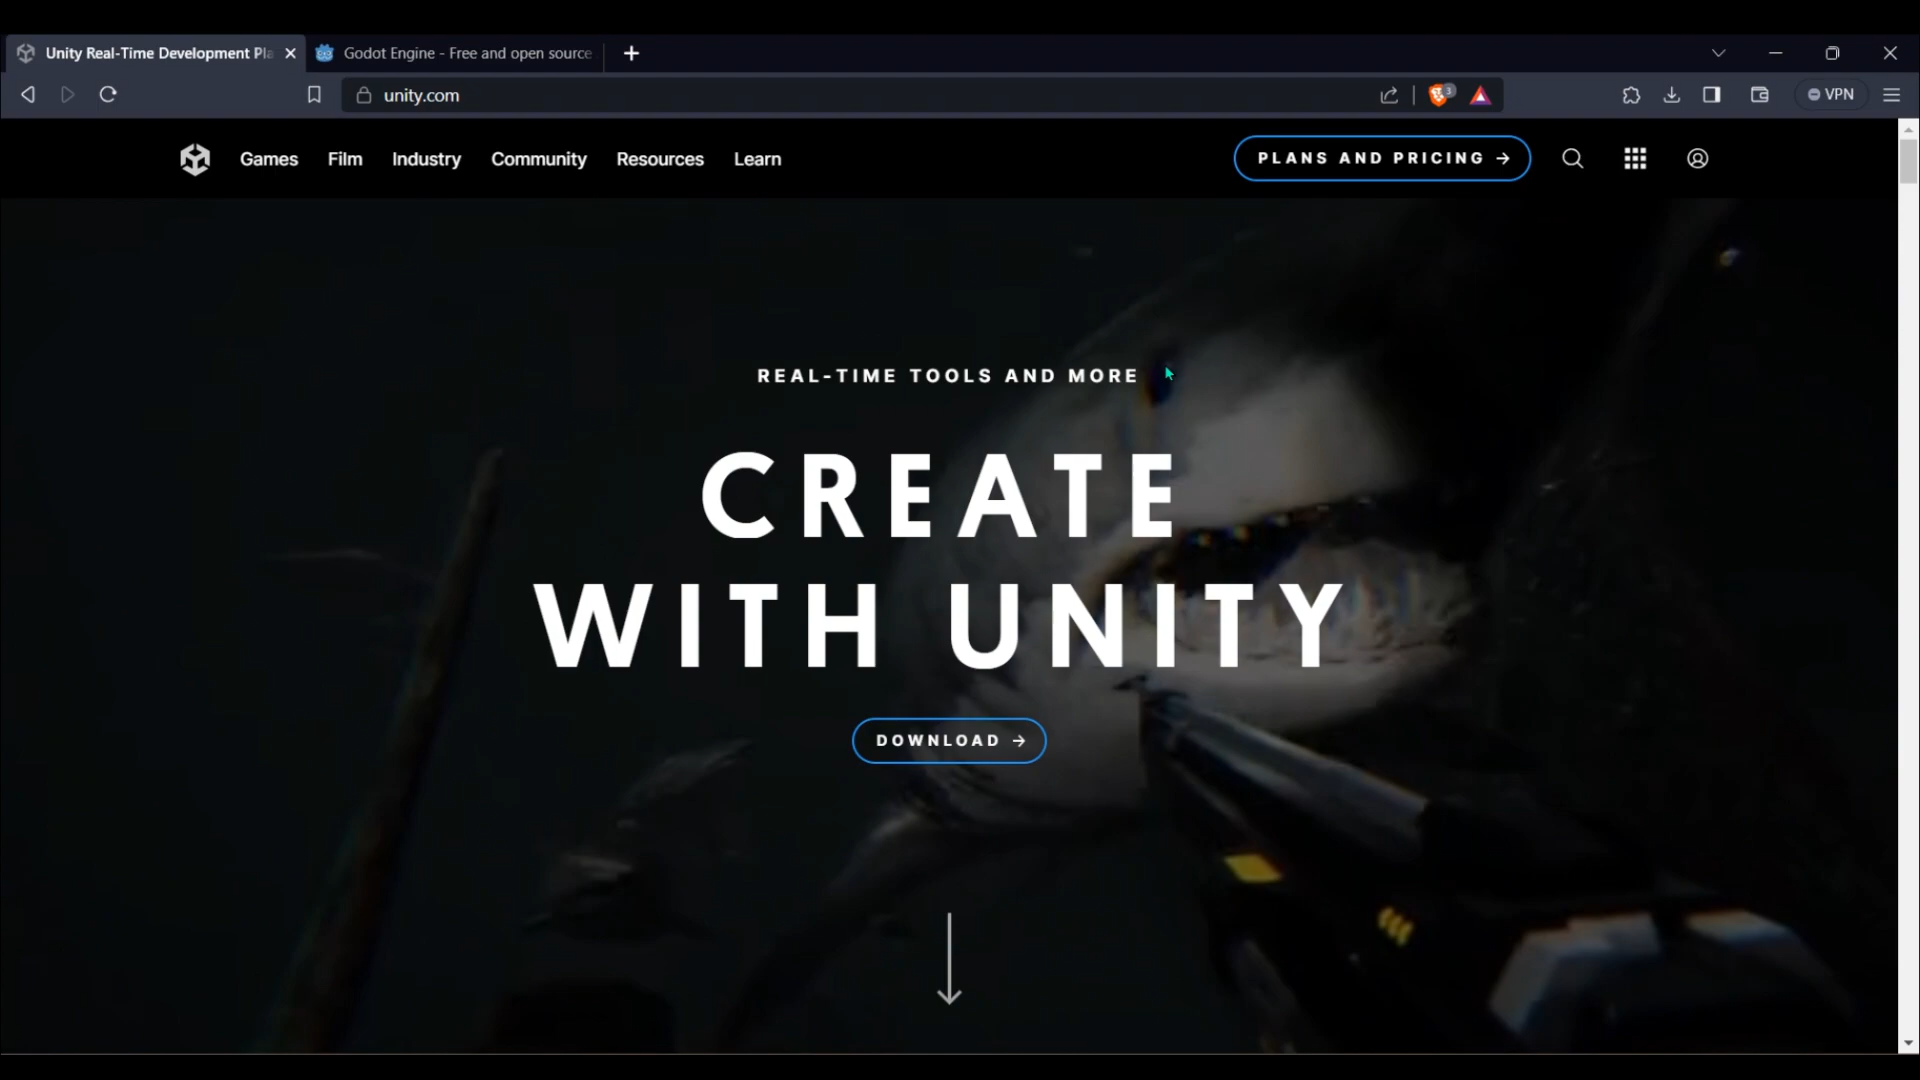 Unity Real-Time Development Pla
Godot Engine - Free and open source
unity.com
3
VPN
Games Film Industry Community Resources Learn
PLANS AND PRICING →
REAL-TIME TOOLS AND MORE
CREATE
WITH UNITY
DOWNLOAD →